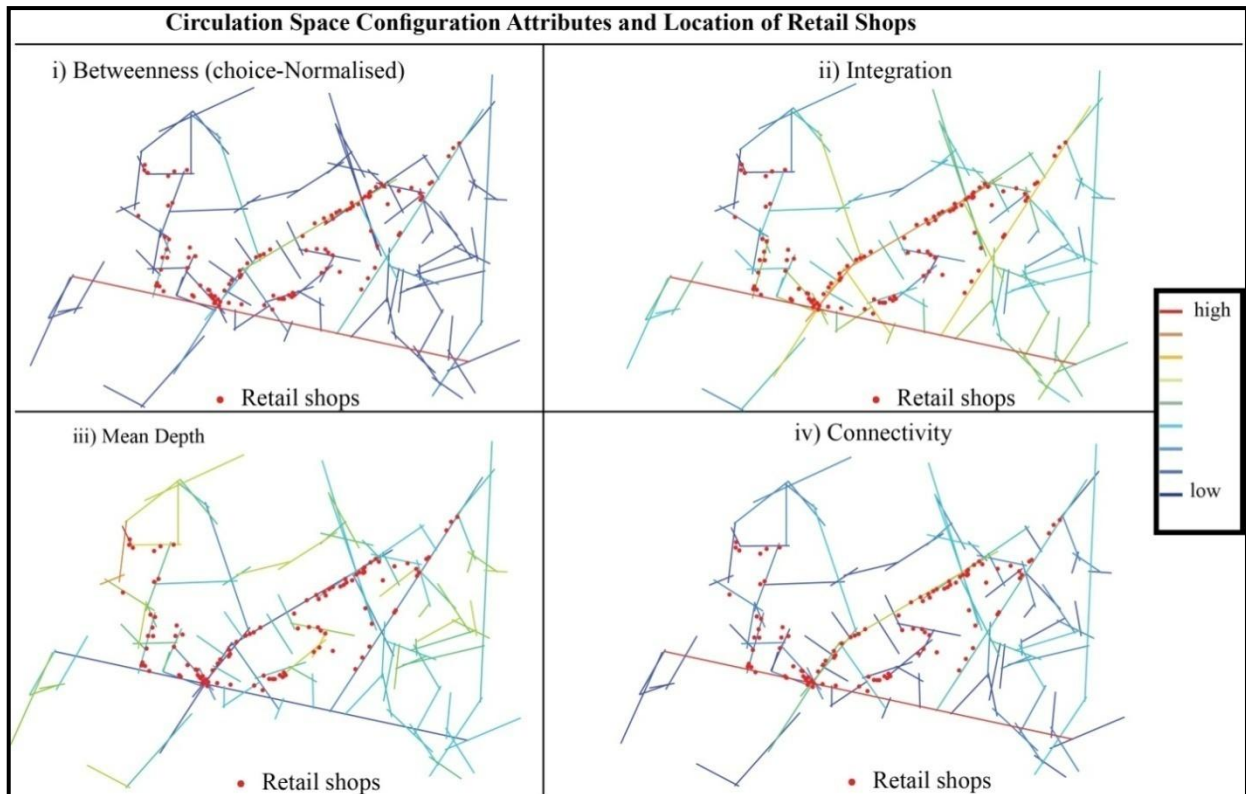 Circulation Space Configuration Attributes and Location of Retail Shops
i) Betweenness (choice-Normalised)
ii) Integration
high
low
Retail shops
Retail shops
iii) Mean Depth
iv) Connectivity
Retail shops
Retail shops